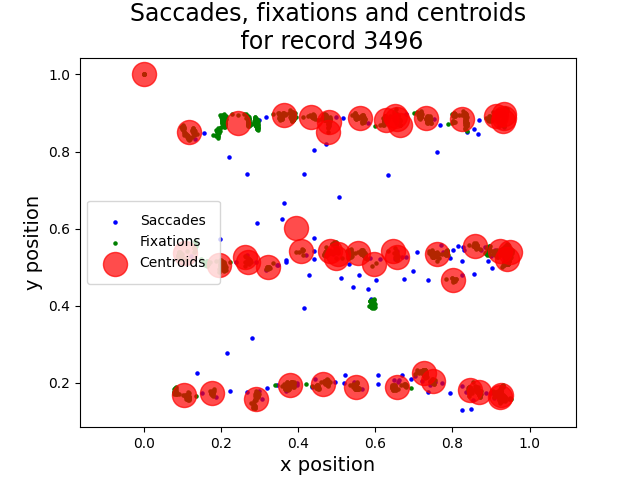 Saccades, fixations and centroids
for record 3496
1.0
0.8
0.6
0.4
0.2
y position
Saccades
Fixations
Centroids
0.0 0.2 0.4 0.6 0.8 1.0
x position